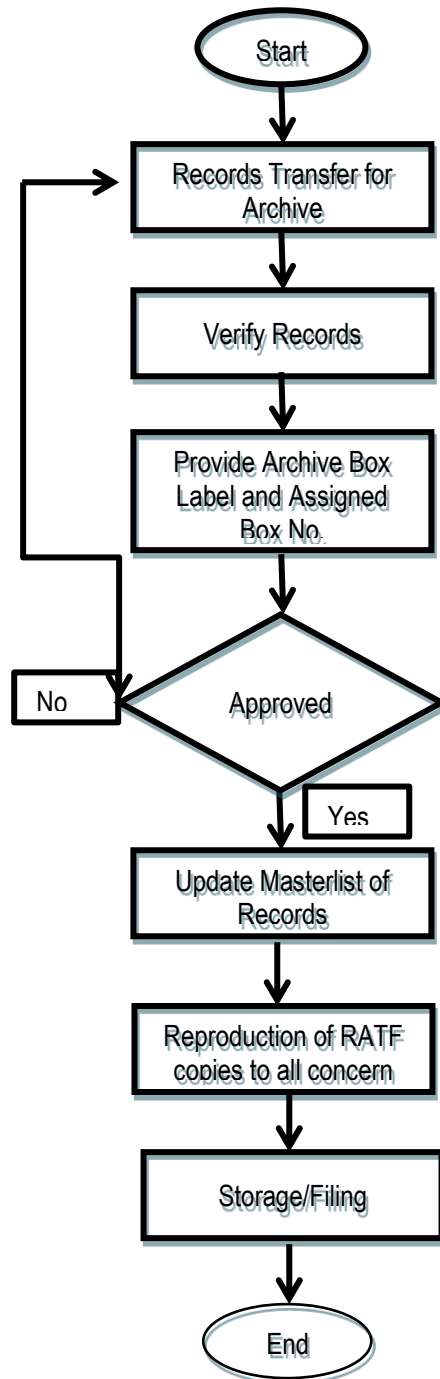 Start
Records Transfer for
Archive
Verify Records
Provide Archive Box
Label and Assigned
Box No.
Approved
No
Yes
Update Masterlist of
Records
Reproduction of RATF
copies to all concern
Storage/Filing
End